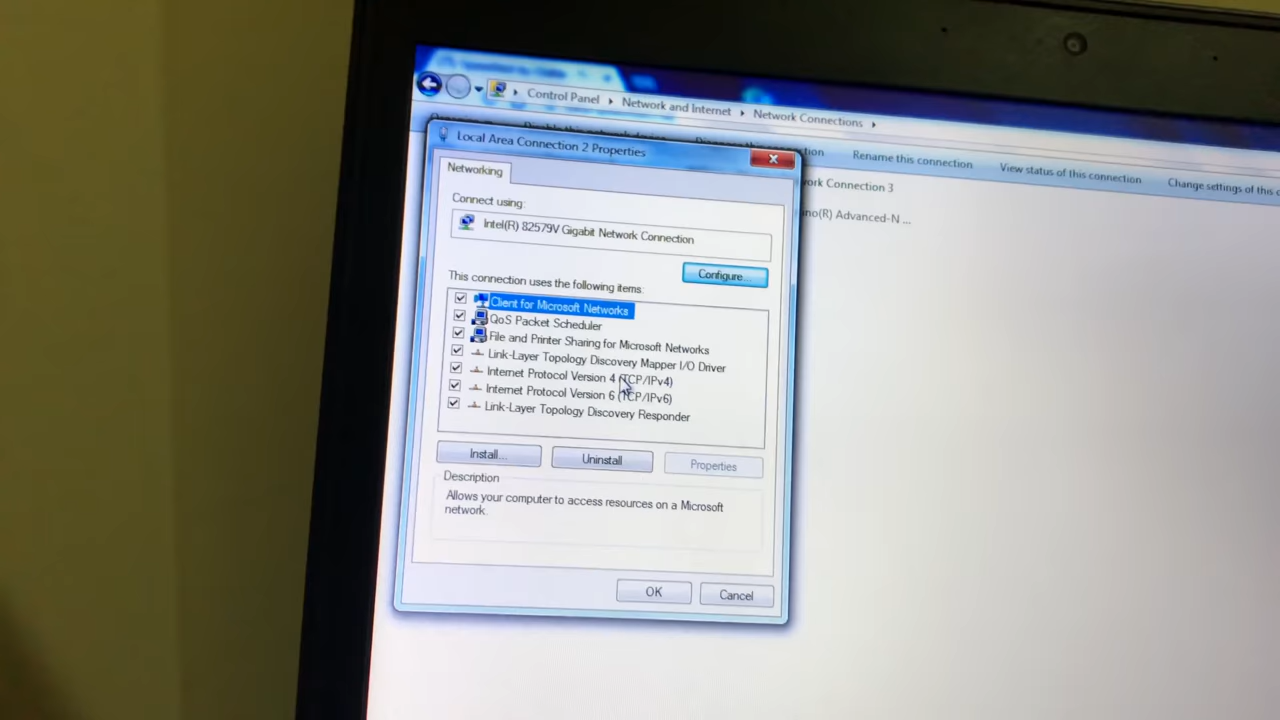 Control Panel
Network and Internet
Network Connections
Rename this connection
View status of this connection
Change settings of this
Local Area Connection 2 Properties
ork Connection 3
no(R) Advanced-N ...
Networking
Connect using:
Intel(R) 82579V Gigabit Network Connection
Configure...
This connection uses the following items:
Client for Microsoft Networks
QoS Packet Scheduler
File and Printer Sharing for Microsoft Networks
Link-Layer Topology Discovery Mapper I/O Driver
Internet Protocol Version 4 (TCP/IPv4)
Internet Protocol Version 6 (TCP/IPv6)
Link-Layer Topology Discovery Responder
Install...
Uninstall
Properties
Description
Allows your computer to access resources on a Microsoft
network.
OK
Cancel